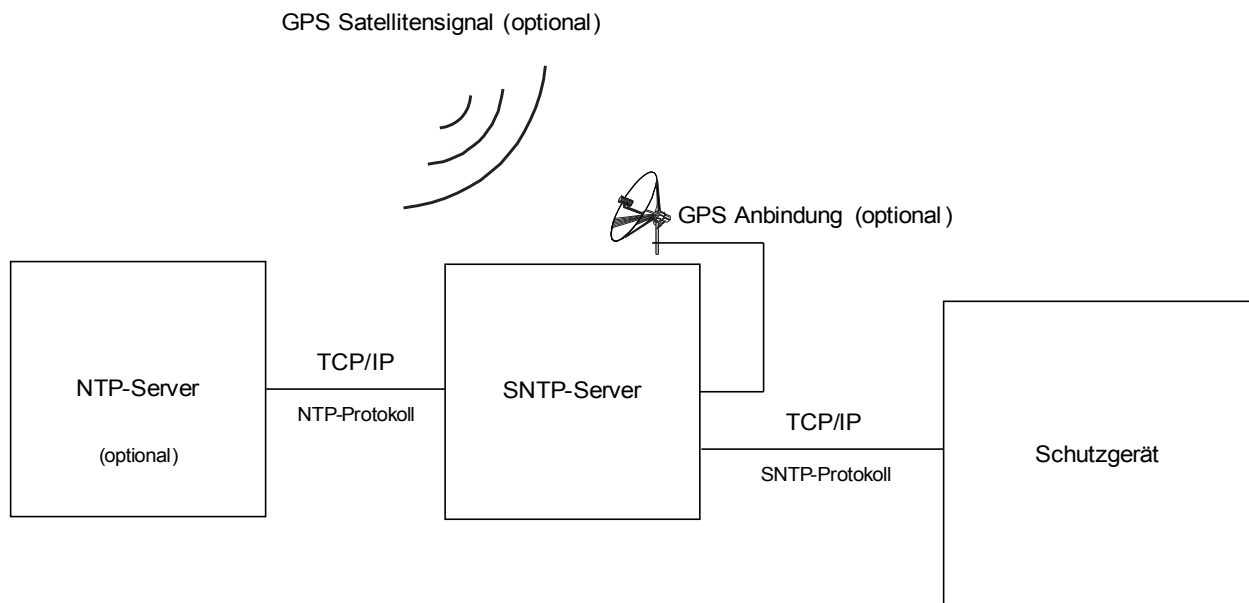 GPS Satellitensignal (optional)
GPS Anbindung (optional)
NTP-Server
(optional)
TCP/IP
NTP-Protokoll
SNTP-Server
TCP/IP
SNTP-Protokoll
Schutzgerät